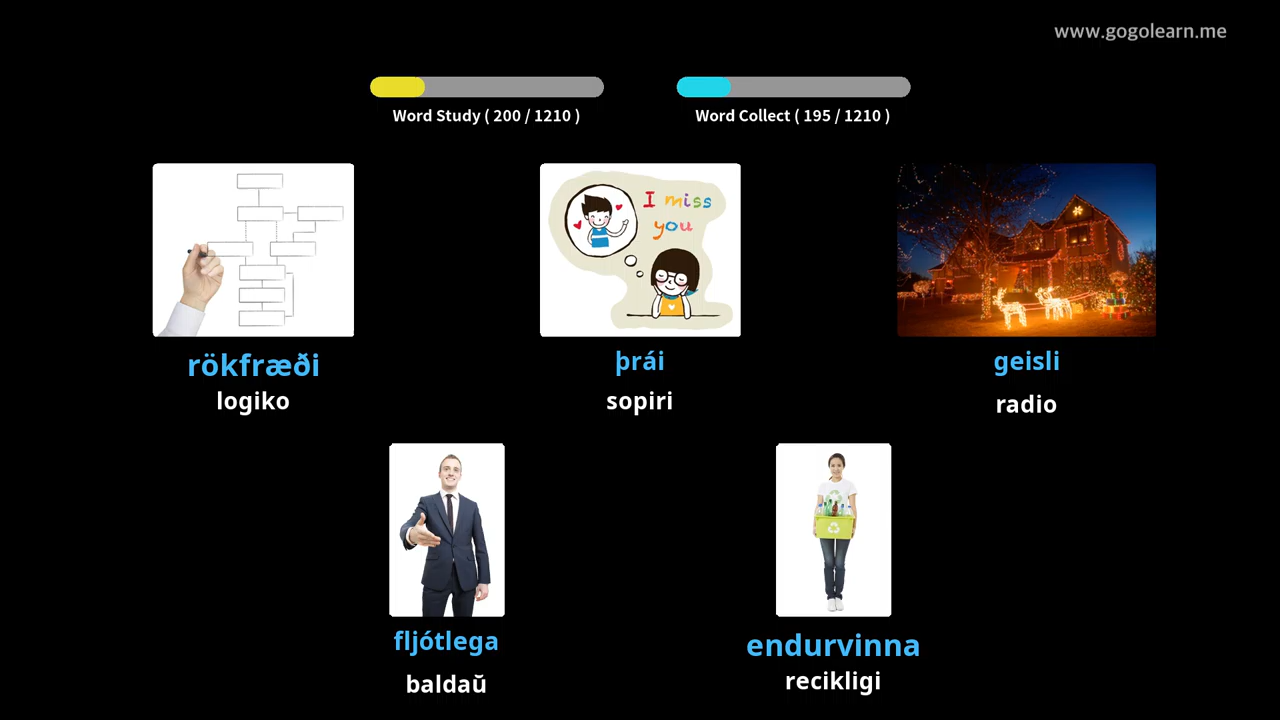 www.gogolearn.me
Word Study ( 200 / 1210 )
Word Collect ( 195 / 1210 )
I miss
you
rökfræði
logiko
þrái
sopiri
geisli
radio
fljótlega
baldaŭ
endurvinna
recikligi